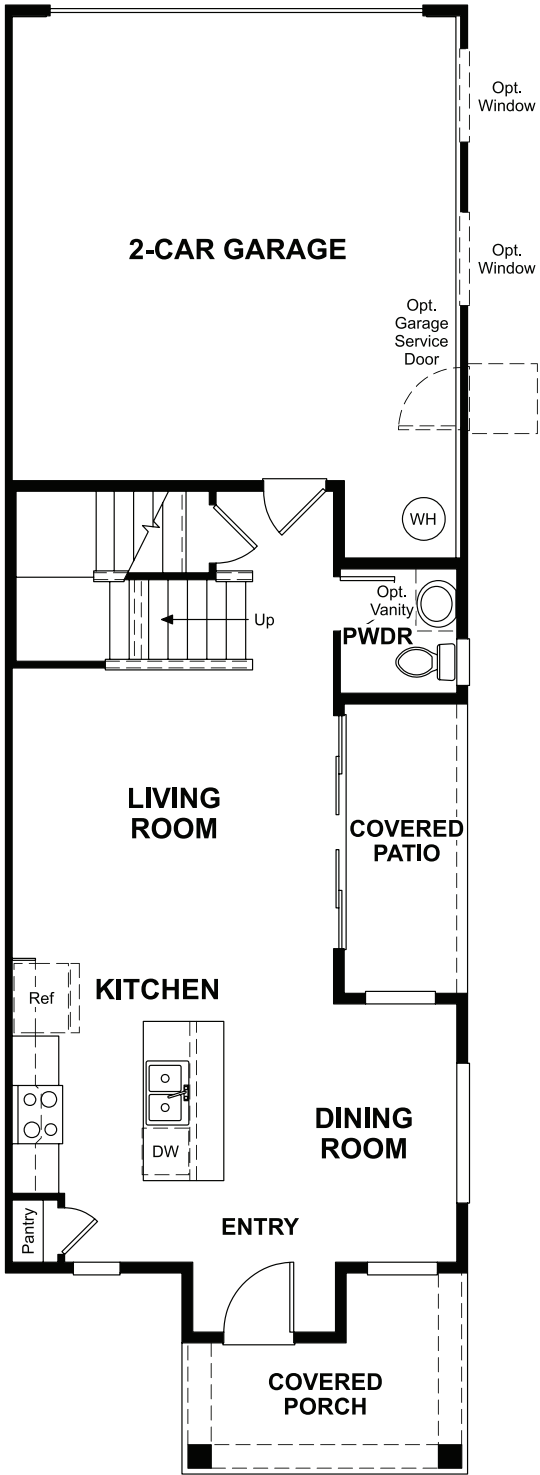 Opt.
Window
2-CAR GARAGE
Opt.
Window
Opt.
Garage
Service
Door
WH
Opt.
Vanity
Up
PWDR
LIVING
ROOM
COVERED
PATIO
Ref
KITCHEN
DINING
ROOM
DW
Pantry
ENTRY
COVERED
PORCH